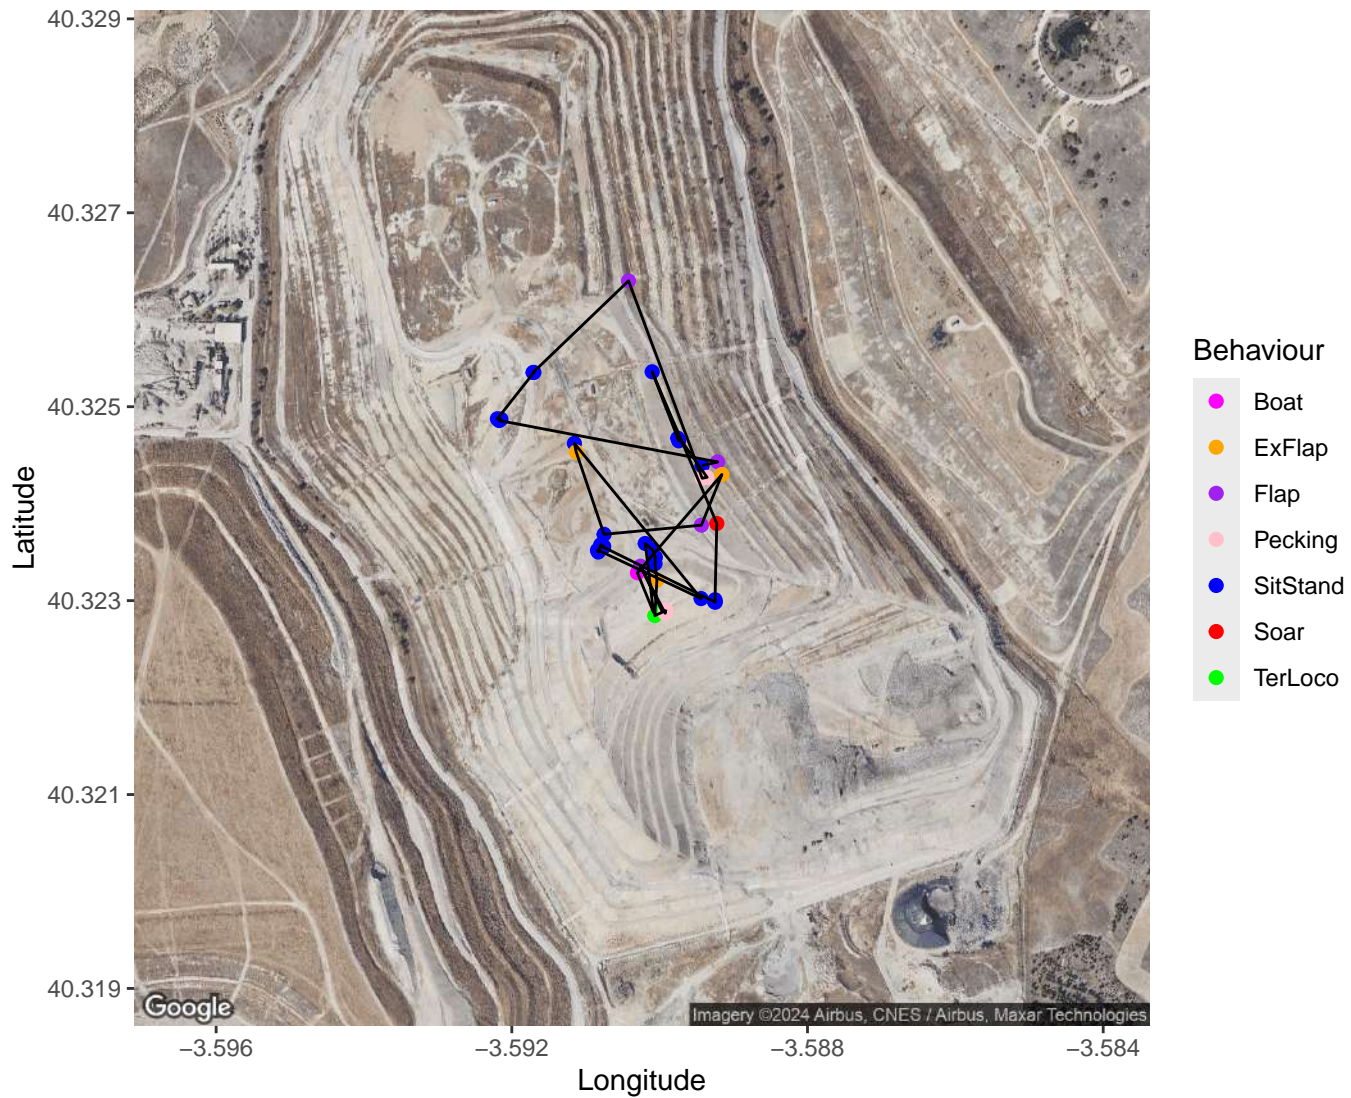 40.329
40.327
40.325
40.323
40.321
40.319
Latitude
−3.596
−3.592
−3.588
−3.584
Longitude
Google
Imagery ©2024 Airbus, CNES / Airbus, Maxar Technologies
Behaviour
Boat
ExFlap
Flap
Pecking
SitStand
Soar
TerLoco